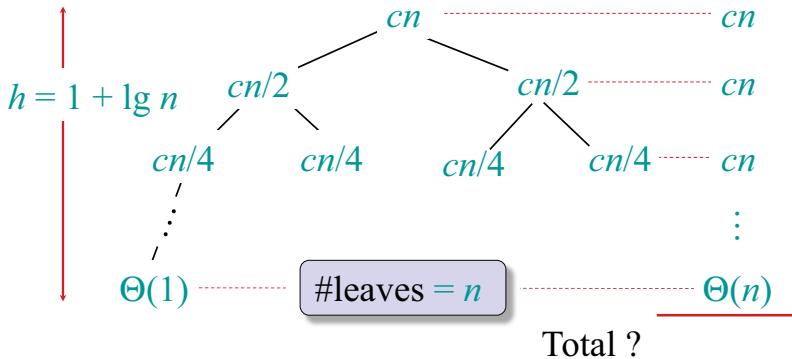 cn cn
h = 1 + lg n cn/2 cn/2 cn
cn/4 cn/4 cn/4 cn/4 cn
⋮ ⋮
Θ(1) #leaves = n Θ(n)
Total ?